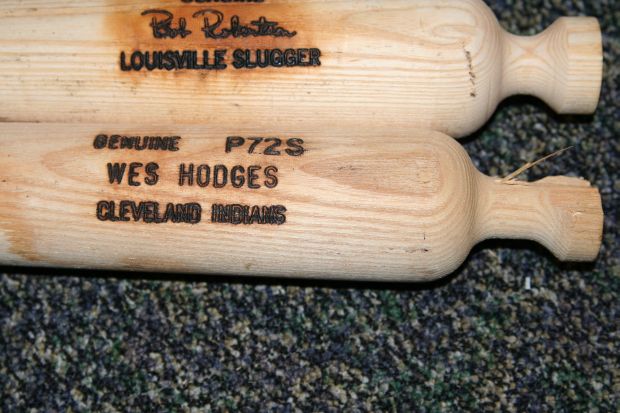 Bob Robertson
LOUISVILLE SLUGGER
GENUINE P72S
WES HODGES
CLEVELAND INDIANS